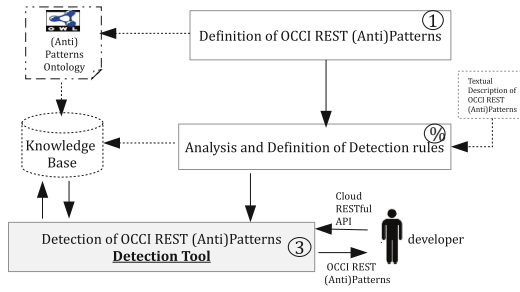 OWL
(Anti)
Patterns
Ontology
Definition of OCCI REST (Anti)Patterns
1
Textual
Description of
OCCI REST
(Anti)Patterns
Knowledge
Base
Analysis and Definition of Detection rules
%
Cloud
RESTful
API
Detection of OCCI REST (Anti)Patterns
Detection Tool
3
developer
OCCI REST
(Anti)Patterns